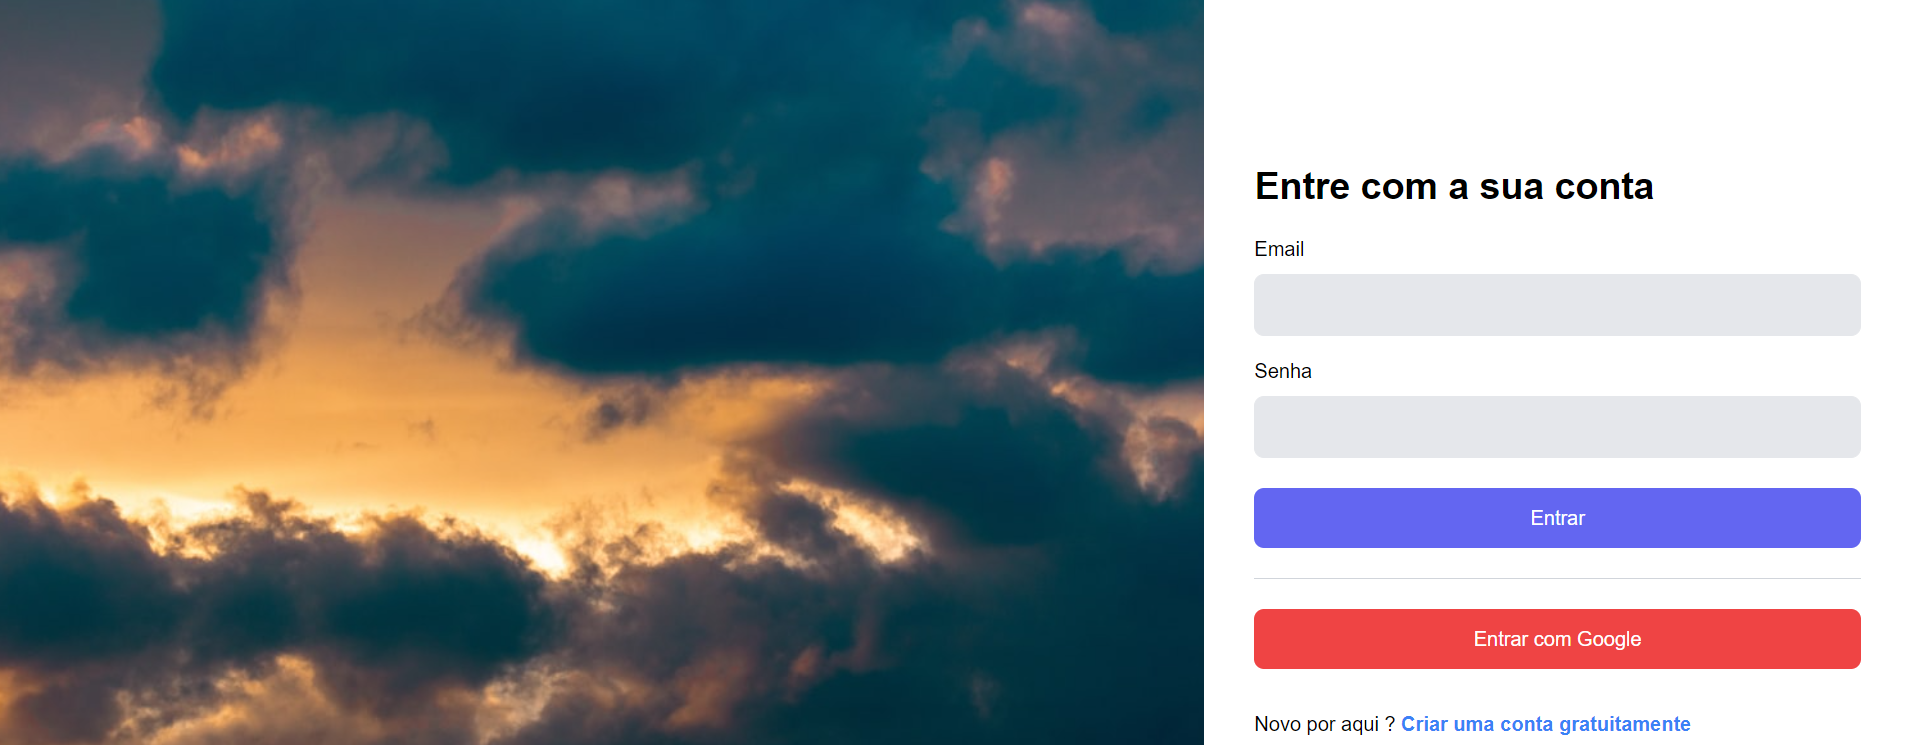 Entre com a sua conta
Email
Senha
Entrar
Entrar com Google
Novo por aqui ? Criar uma conta gratuitamente